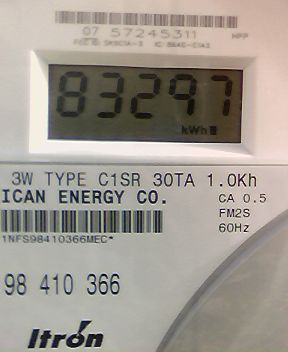 07 57245311 MPP
83297
kWh
3W TYPE C1SR 30TA 1.0Kh
ICAN ENERGY CO.
CA 0.5
FM2S
60Hz
1NFS98410366MEC*
98 410 366
Itron